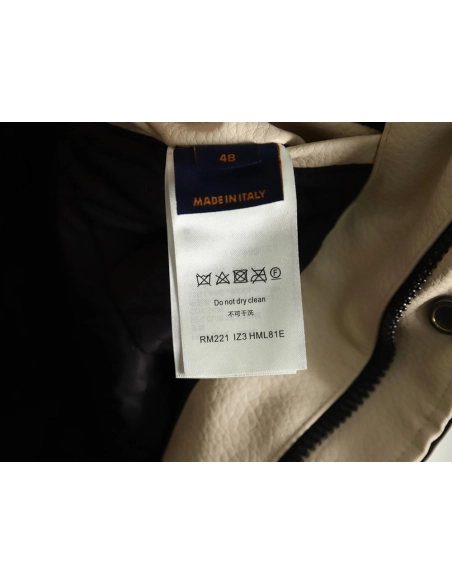 48
MADE IN ITALY
F
Do not dry clean
不可干洗
RM221 IZ3 HML81E